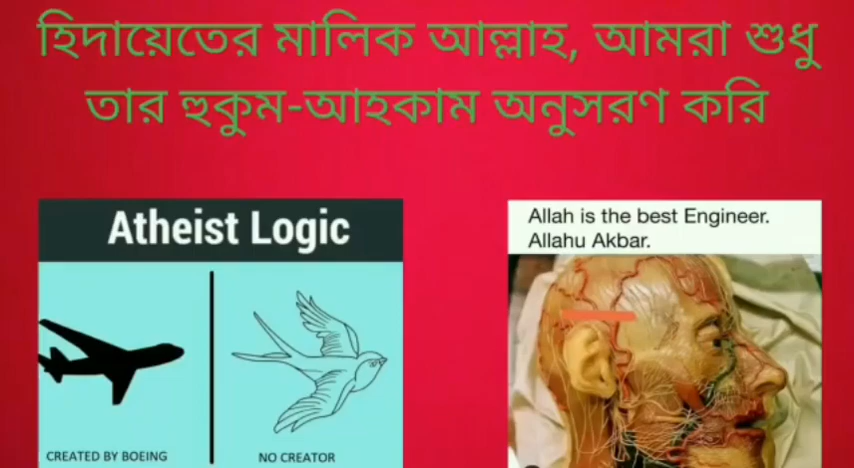 হিদায়েতের মালিক আল্লাহ, আমরা শুধু
তার হুকুম-আহকাম অনুসরণ করি
Atheist Logic
CREATED BY BOEING
NO CREATOR
Allah is the best Engineer.
Allahu Akbar.